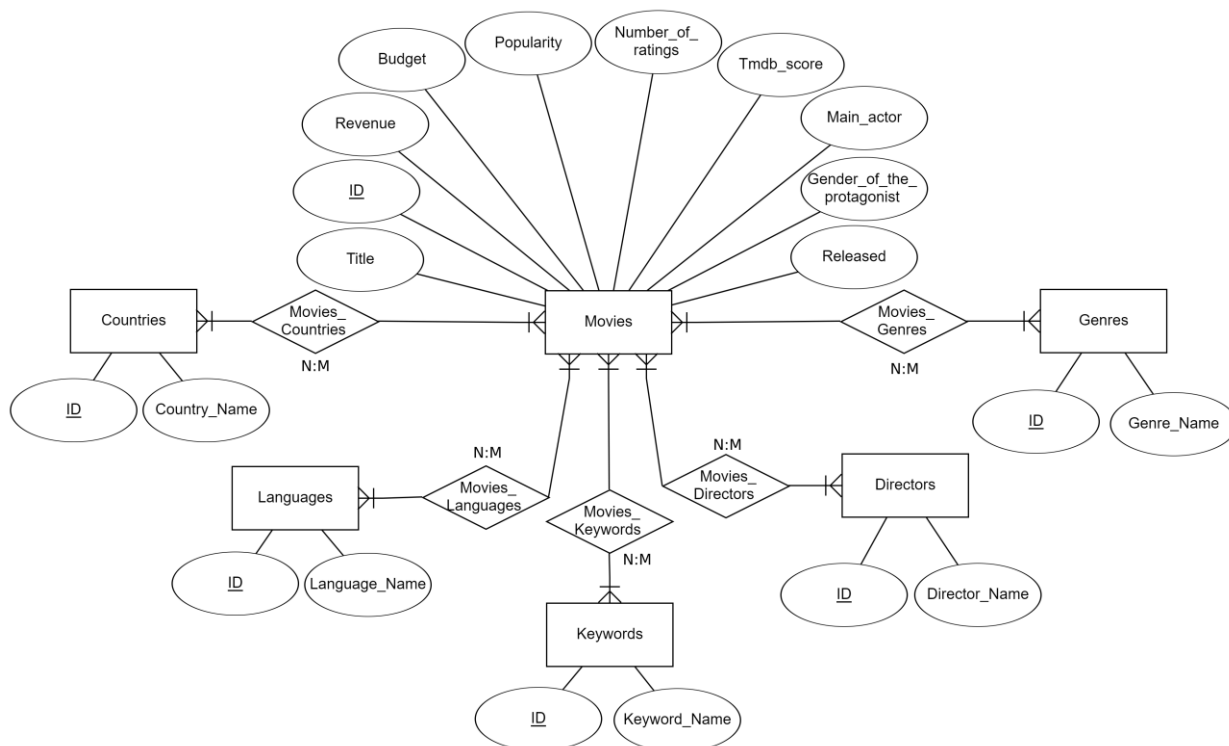 Number_of_
ratings
Popularity
Budget
Tmdb_score
Revenue
Main_actor
ID
Gender_of_the_
protagonist
Title
Released
Countries
Movies_
Countries
N:M
Movies
Movies_
Genres
N:M
Genres
ID
Country_Name
ID
Genre_Name
N:M
Movies_
Languages
Languages
N:M
Movies_
Directors
Directors
Movies_
Keywords
N:M
ID
Language_Name
ID
Director_Name
Keywords
ID
Keyword_Name